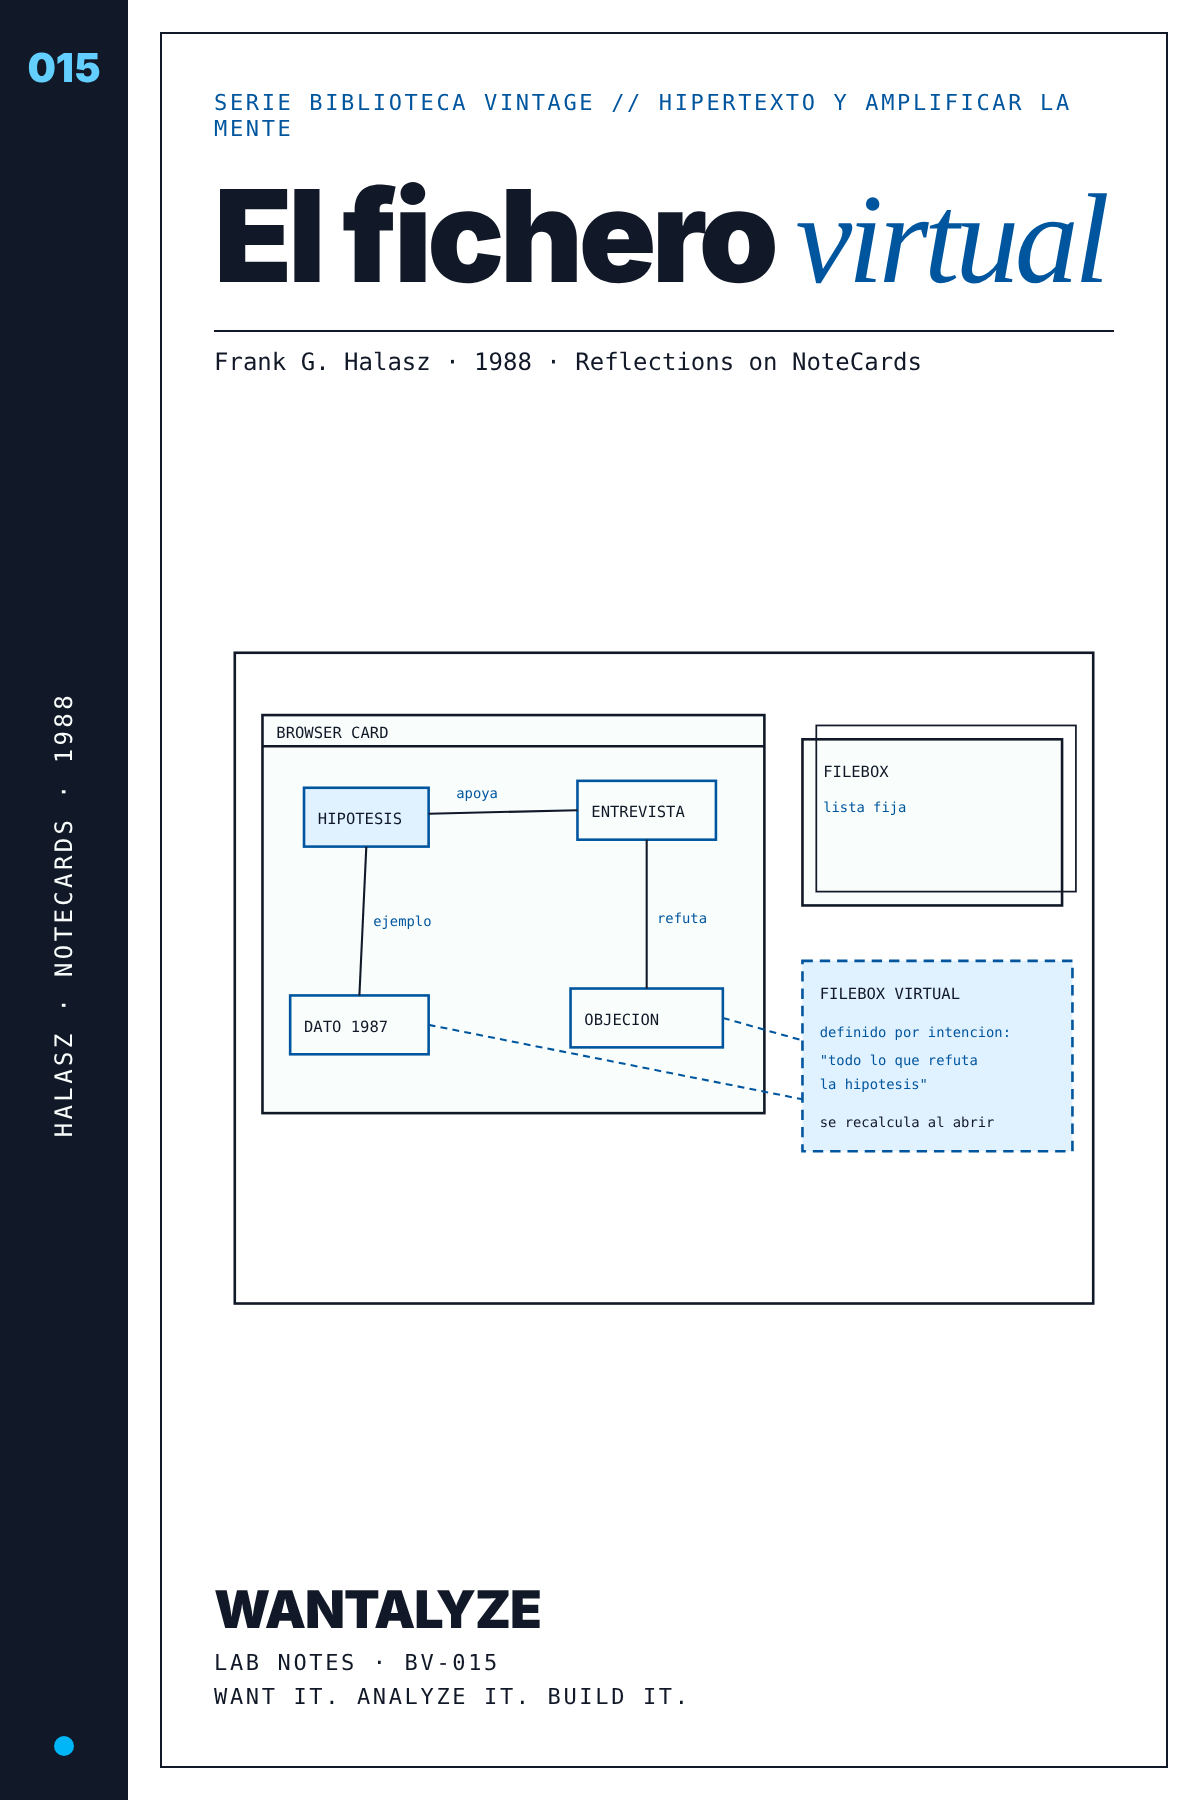 015
HALASZ · NOTECARDS · 1988
SERIE BIBLIOTECA VINTAGE // HIPERTEXTO Y AMPLIFICAR LA
MENTE
El fichero virtual
Frank G. Halasz · 1988 · Reflections on NoteCards
BROWSER CARD
HIPOTESIS
apoya
ENTREVISTA
ejemplo
refuta
DATO 1987
OBJECION
FILEBOX
lista fija
FILEBOX VIRTUAL
definido por intencion:
"todo lo que refuta
la hipotesis"
se recalcula al abrir
WANTALYZE
LAB NOTES · BV-015
WANT IT. ANALYZE IT. BUILD IT.